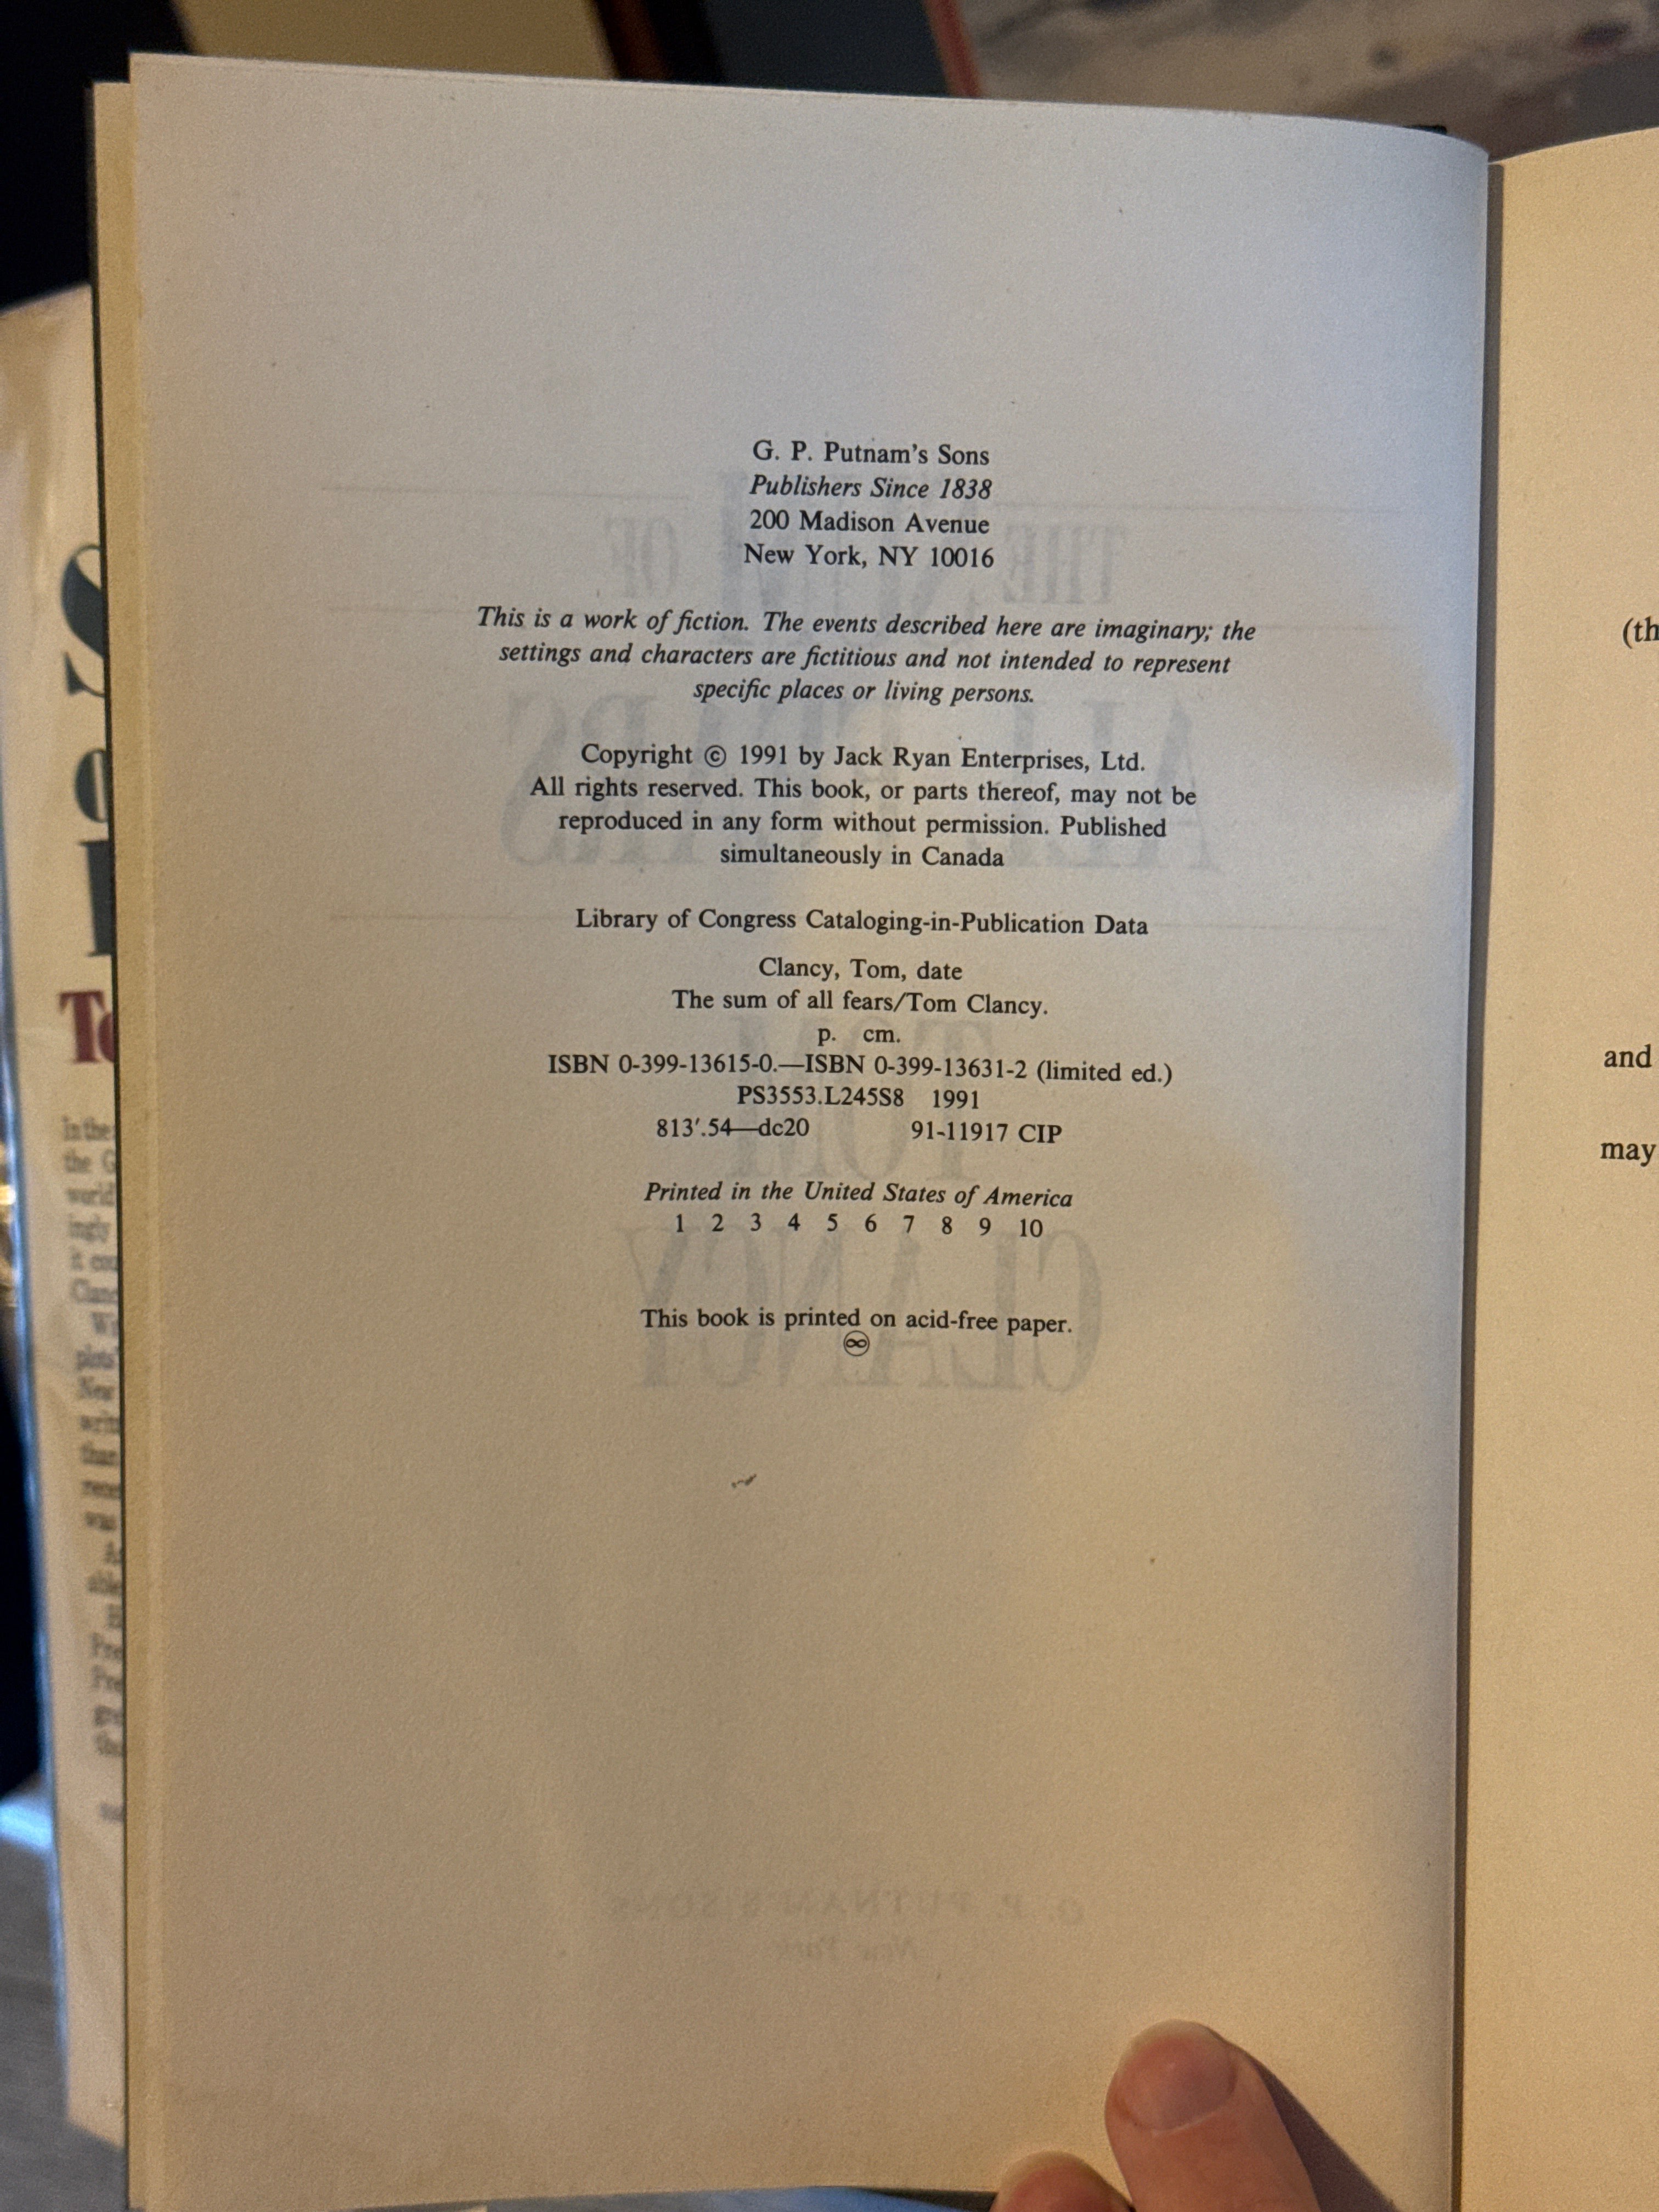 G. P. Putnam's Sons
Publishers Since 1838
200 Madison Avenue
New York, NY 10016
This is a work of fiction. The events described here are imaginary; the
settings and characters are fictitious and not intended to represent
specific places or living persons.
Copyright © 1991 by Jack Ryan Enterprises, Ltd.
All rights reserved. This book, or parts thereof, may not be
reproduced in any form without permission. Published
simultaneously in Canada
Library of Congress Cataloging-in-Publication Data
Clancy, Tom, date
The sum of all fears/Tom Clancy.
p. cm.
ISBN 0-399-13615-0.—ISBN 0-399-13631-2 (limited ed.)
PS3553.L245S8 1991
813'.54—dc20 91-11917 CIP
Printed in the United States of America
1 2 3 4 5 6 7 8 9 10
This book is printed on acid-free paper.
♾
(th
and
may